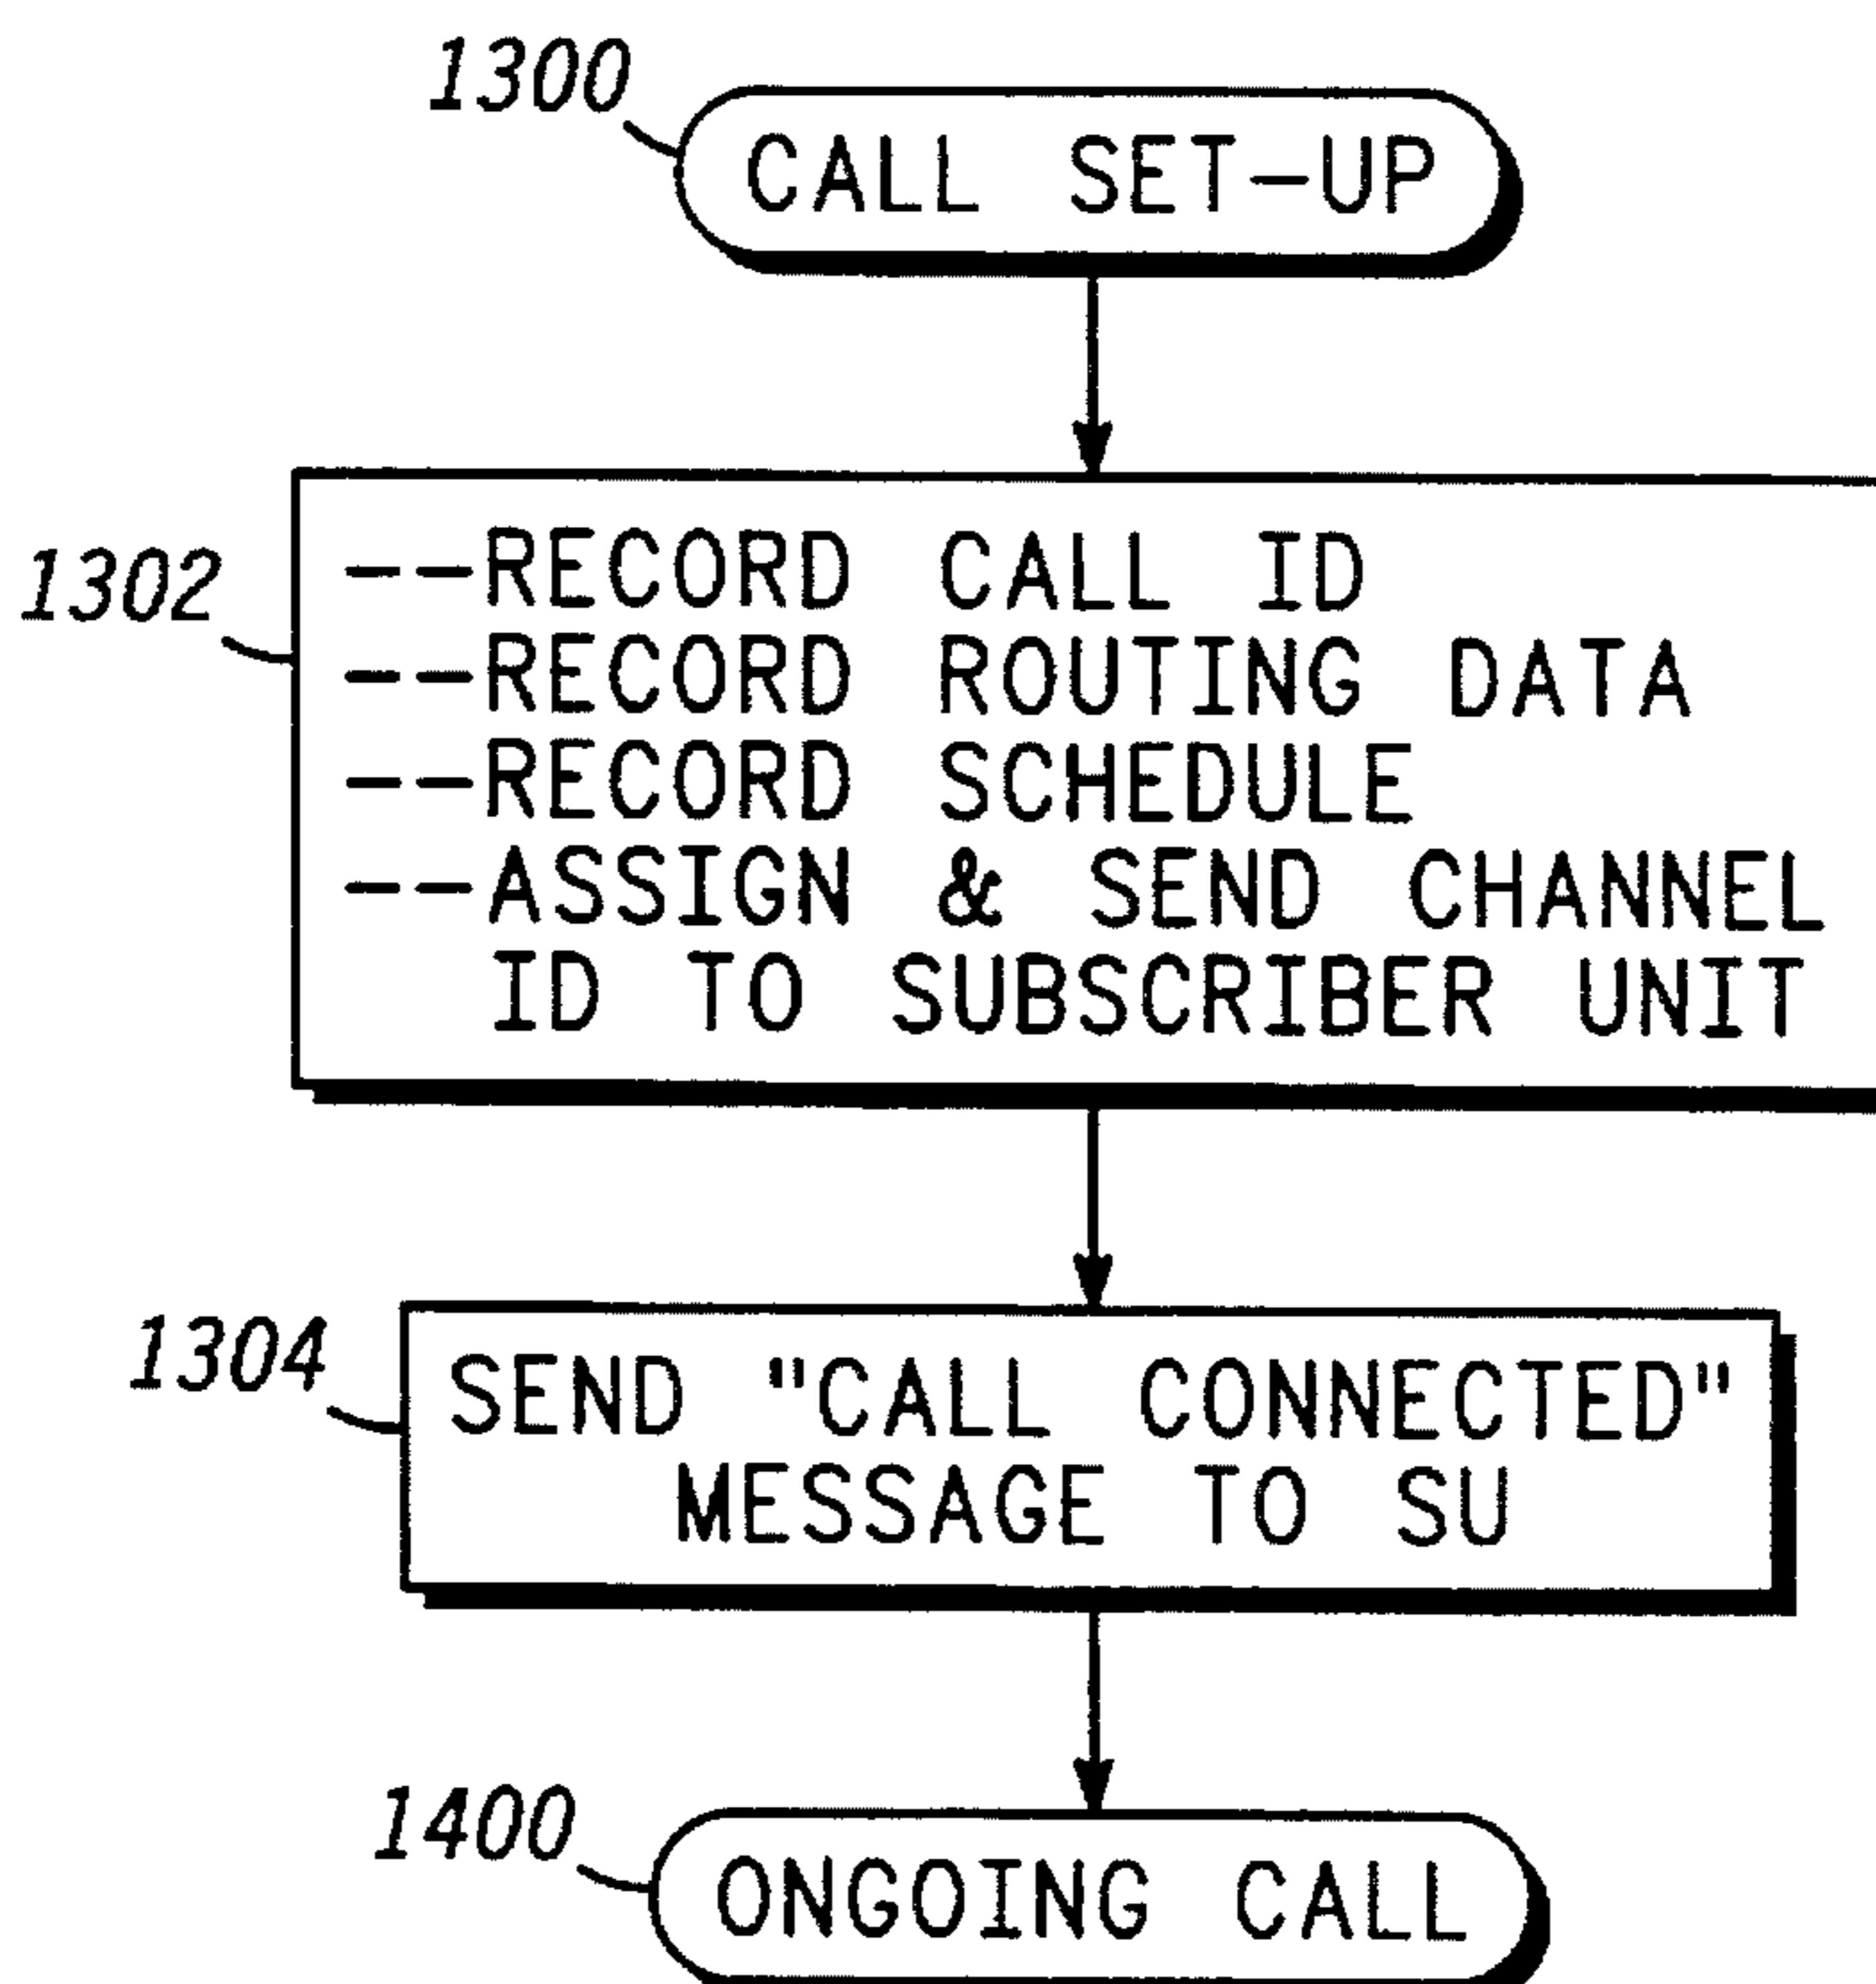 1300
CALL SET-UP
1302
--RECORD CALL ID
--RECORD ROUTING DATA
--RECORD SCHEDULE
--ASSIGN & SEND CHANNEL
ID TO SUBSCRIBER UNIT
1304
SEND "CALL CONNECTED"
MESSAGE TO SU
1400
ONGOING CALL